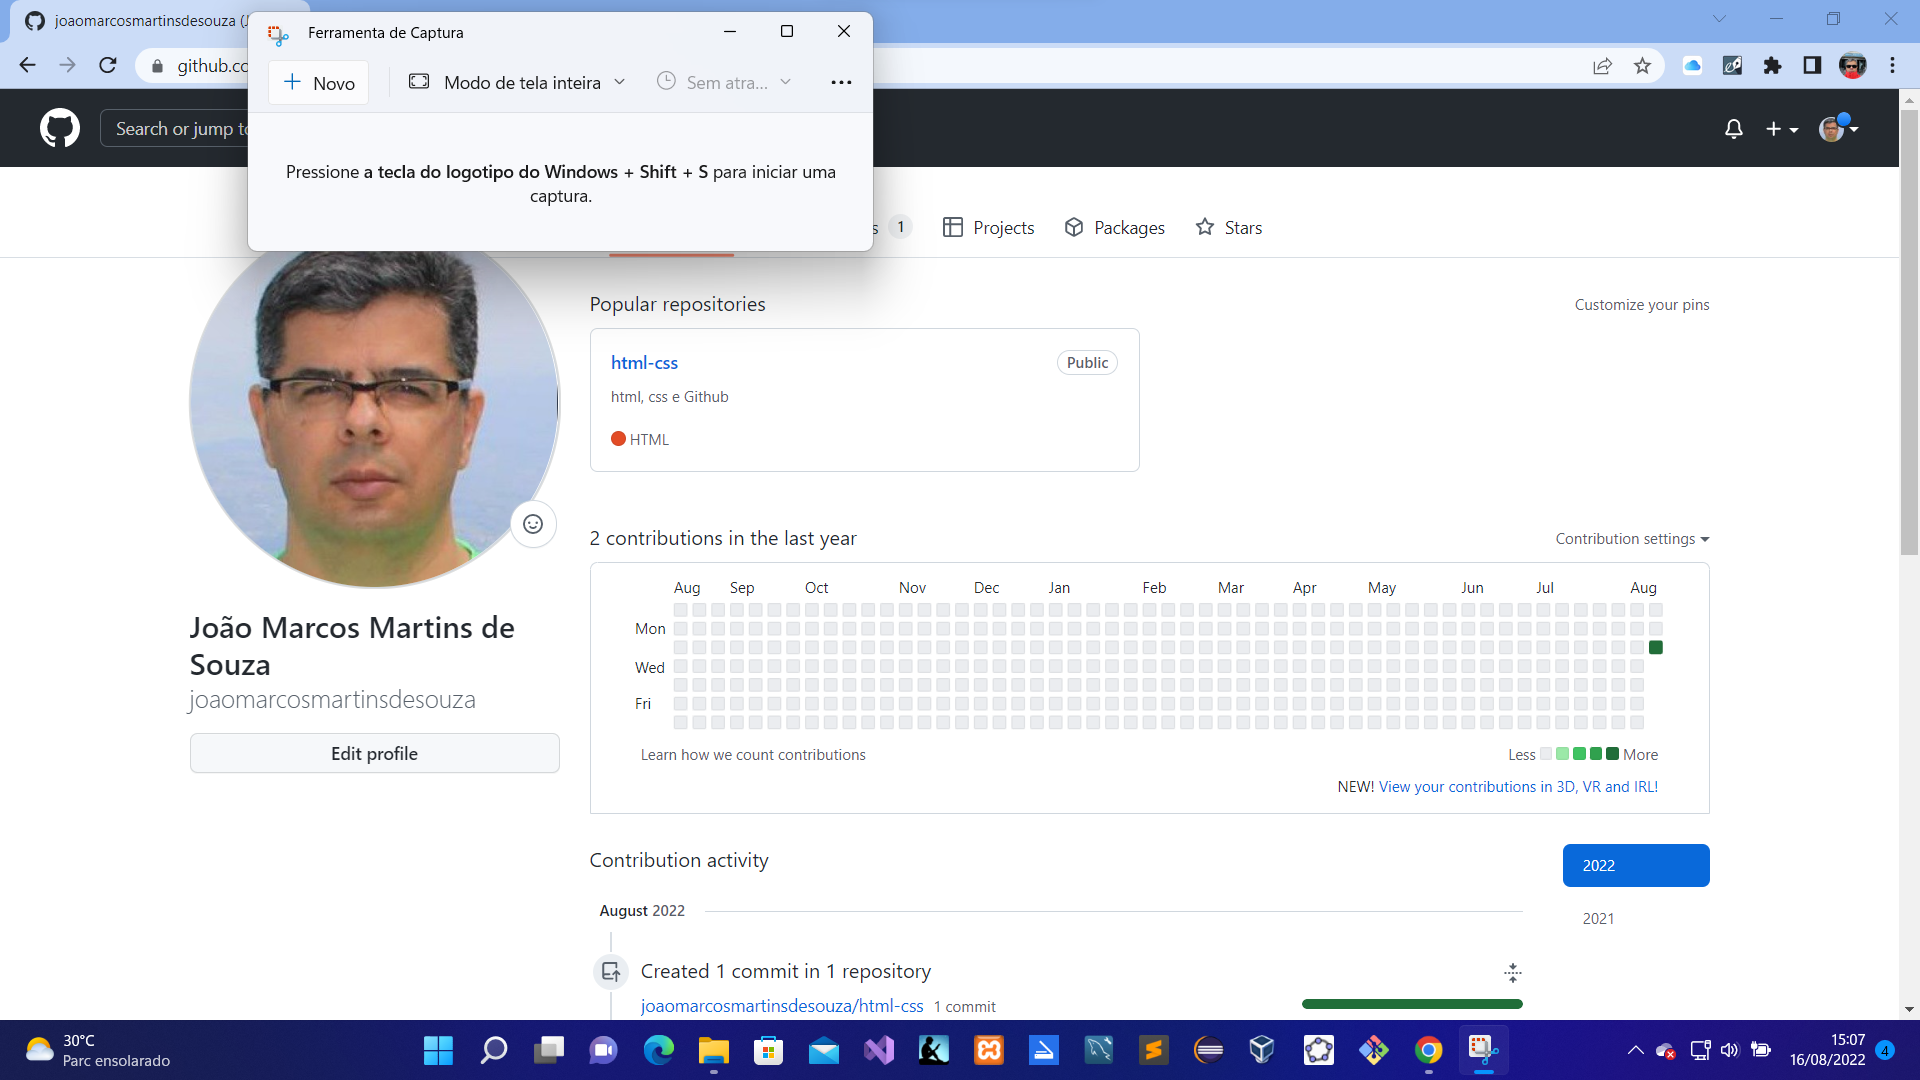 joaomarcosmartinsdesouza (J
Ferramenta de Captura
github.co
Novo
Modo de tela inteira
Sem atra...
Search or jump to
Pressione a tecla do logotipo do Windows + Shift + S para iniciar uma
captura.
1
Projects
Packages
Stars
Popular repositories
Customize your pins
html-css
Public
html, css e Github
HTML
2 contributions in the last year
Contribution settings
Aug Sep Oct Nov Dec Jan Feb Mar Apr May Jun Jul Aug
Mon
Wed
Fri
Learn how we count contributions
Less More
NEW! View your contributions in 3D, VR and IRL!
João Marcos Martins de
Souza
joaomarcosmartinsdesouza
Edit profile
Contribution activity
2022
2021
August 2022
Created 1 commit in 1 repository
joaomarcosmartinsdesouza/html-css 1 commit
30°C
Parc ensolarado
15:07
16/08/2022
4